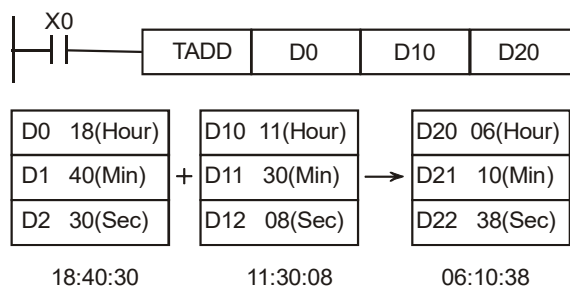 X0
TADD D0 D10 D20
D0 18(Hour) D10 11(Hour) D20 06(Hour)
D1 40(Min) + D11 30(Min) → D21 10(Min)
D2 30(Sec) D12 08(Sec) D22 38(Sec)
18:40:30 11:30:08 06:10:38